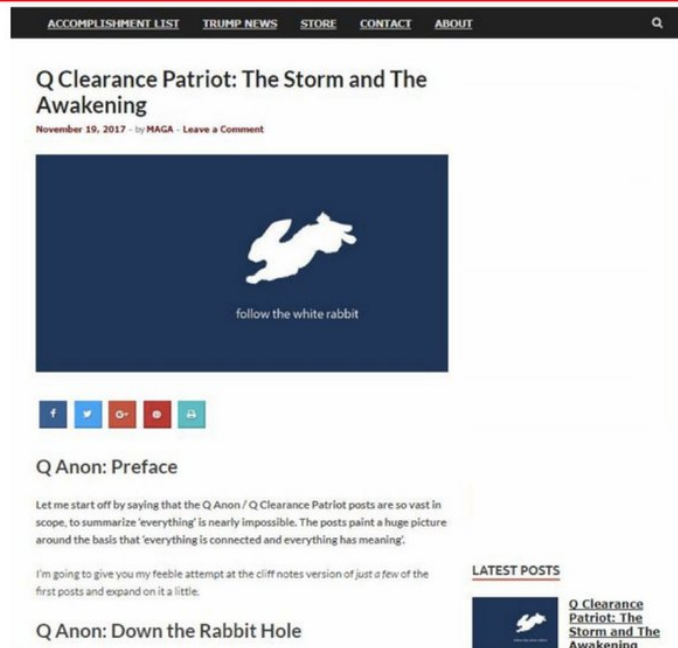 ACCOMPLISHMENT LIST TRUMP NEWS STORE CONTACT ABOUT
Q Clearance Patriot: The Storm and The
Awakening
November 19, 2017 - by MAGA - Leave a Comment
follow the white rabbit
Q Anon: Preface
Let me start off by saying that the Q Anon / Q Clearance Patriot posts are so vast in
scope, to summarize 'everything' is nearly impossible. The posts paint a huge picture
around the basis that 'everything is connected and everything has meaning'.
I'm going to give you my feeble attempt at the cliff notes version of just a few of the
first posts and expand on it a little.
Q Anon: Down the Rabbit Hole
LATEST POSTS
Q Clearance
Patriot: The
Storm and The
Awakening